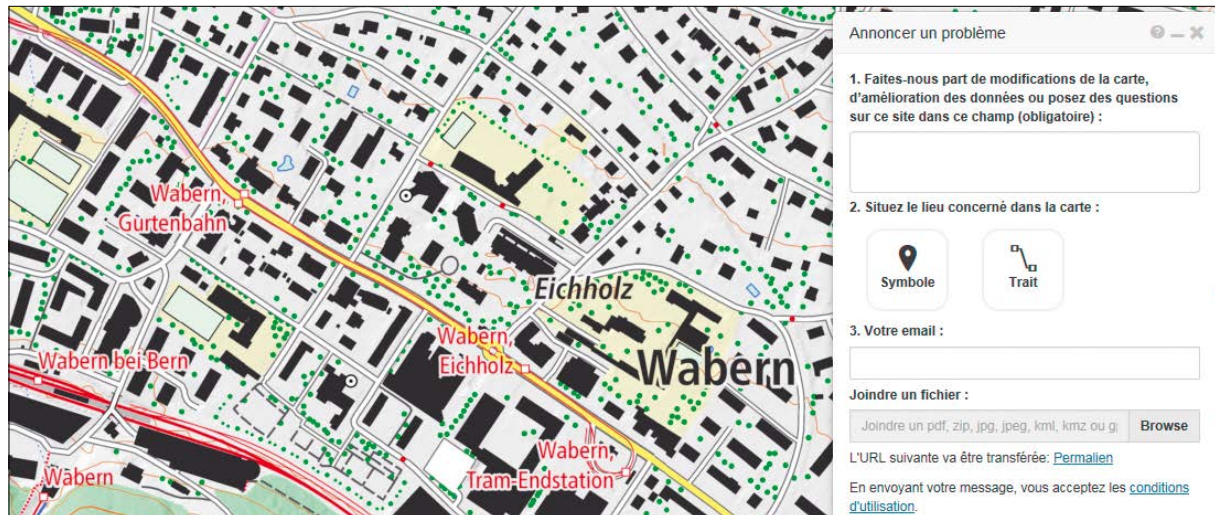 Wabern,
Gurtenbahn
Eichholz
Wabern,
Eichholz
Wabern
Wabern bei Bern
Wabern,
Tram-Endstation
Wabern
Annoncer un problème
1. Faites-nous part de modifications de la carte,
d'amélioration des données ou posez des questions
sur ce site dans ce champ (obligatoire) :
2. Situez le lieu concerné dans la carte :
Symbole
Trait
3. Votre email :
Joindre un fichier :
Joindre un pdf, zip, jpg, jpeg, kml, kmz ou g
Browse
L'URL suivante va être transférée: Permalien
En envoyant votre message, vous acceptez les conditions
d'utilisation.